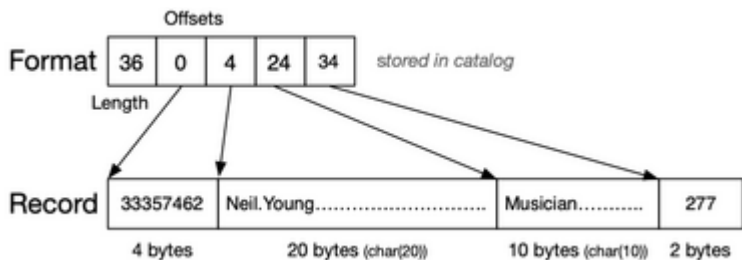 Offsets
Format 36 0 4 24 34 stored in catalog
Length
Record 33357462 Neil.Young.............................. Musician........... 277
4 bytes 20 bytes (char(20)) 10 bytes (char(10)) 2 bytes